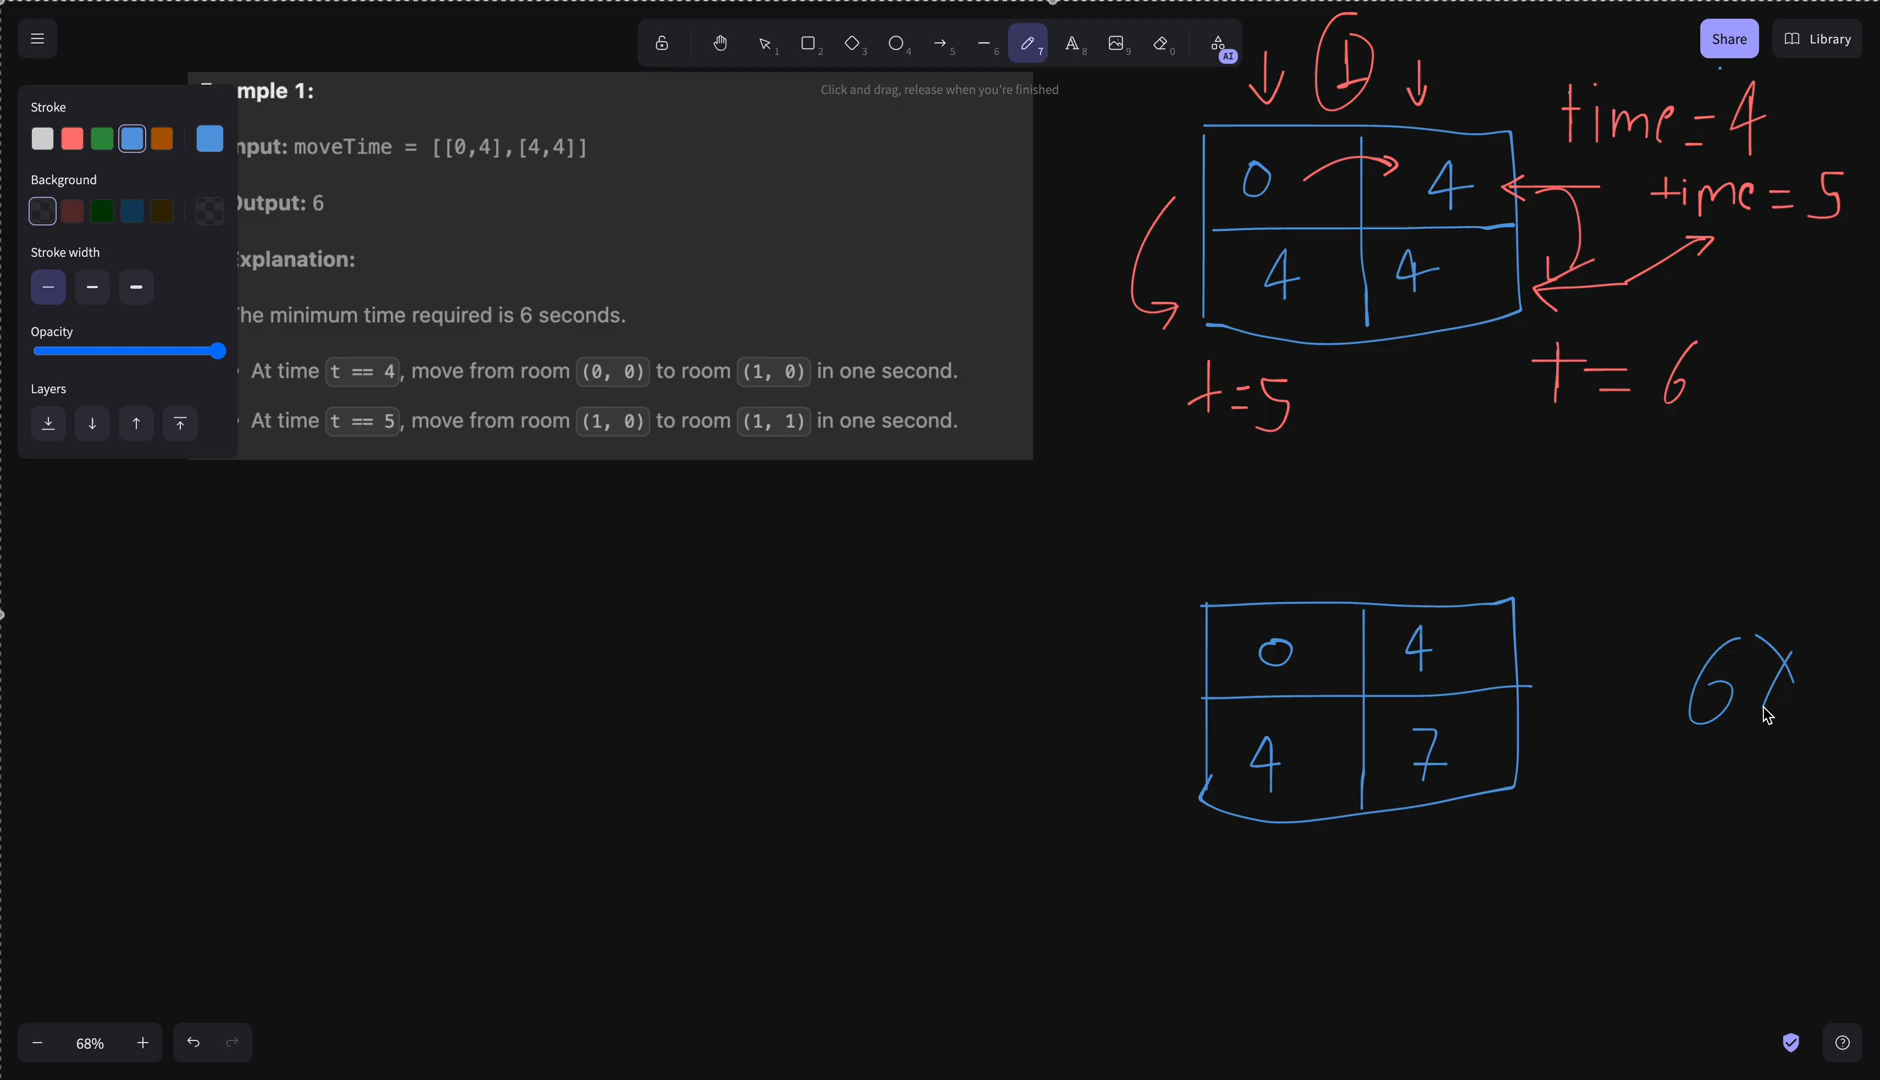 1
2
3
4
5
6
7
8
9
0
AI
Share
Library
Click and drag, release when you're finished
Stroke
Background
Stroke width
Opacity
Layers
mple 1:
nput: moveTime = [[0,4],[4,4]]
Output: 6
Explanation:
The minimum time required is 6 seconds.
At time t == 4, move from room (0, 0) to room (1, 0) in one second.
At time t == 5, move from room (1, 0) to room (1, 1) in one second.
1
time = 4
0 4
time = 5
4 4
t = 5
t = 6
0 4
4 7
6 x
68%